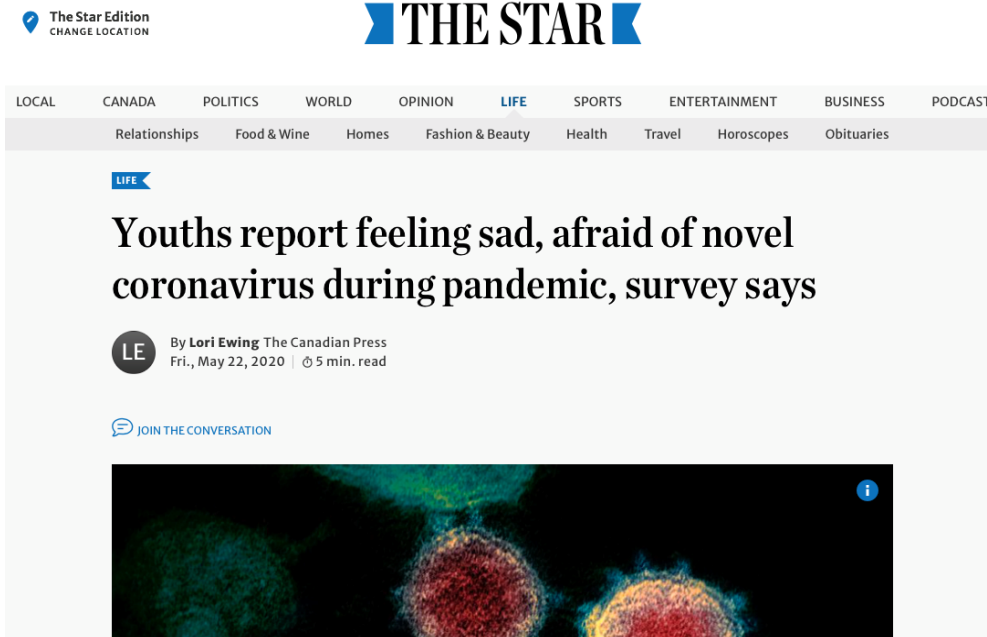 The Star Edition
CHANGE LOCATION
THE STAR
LOCAL CANADA POLITICS WORLD OPINION LIFE SPORTS ENTERTAINMENT BUSINESS PODCAST
Relationships Food & Wine Homes Fashion & Beauty Health Travel Horoscopes Obituaries
LIFE
Youths report feeling sad, afraid of novel
coronavirus during pandemic, survey says
LE
By Lori Ewing The Canadian Press
Fri., May 22, 2020 | 5 min. read
JOIN THE CONVERSATION
i